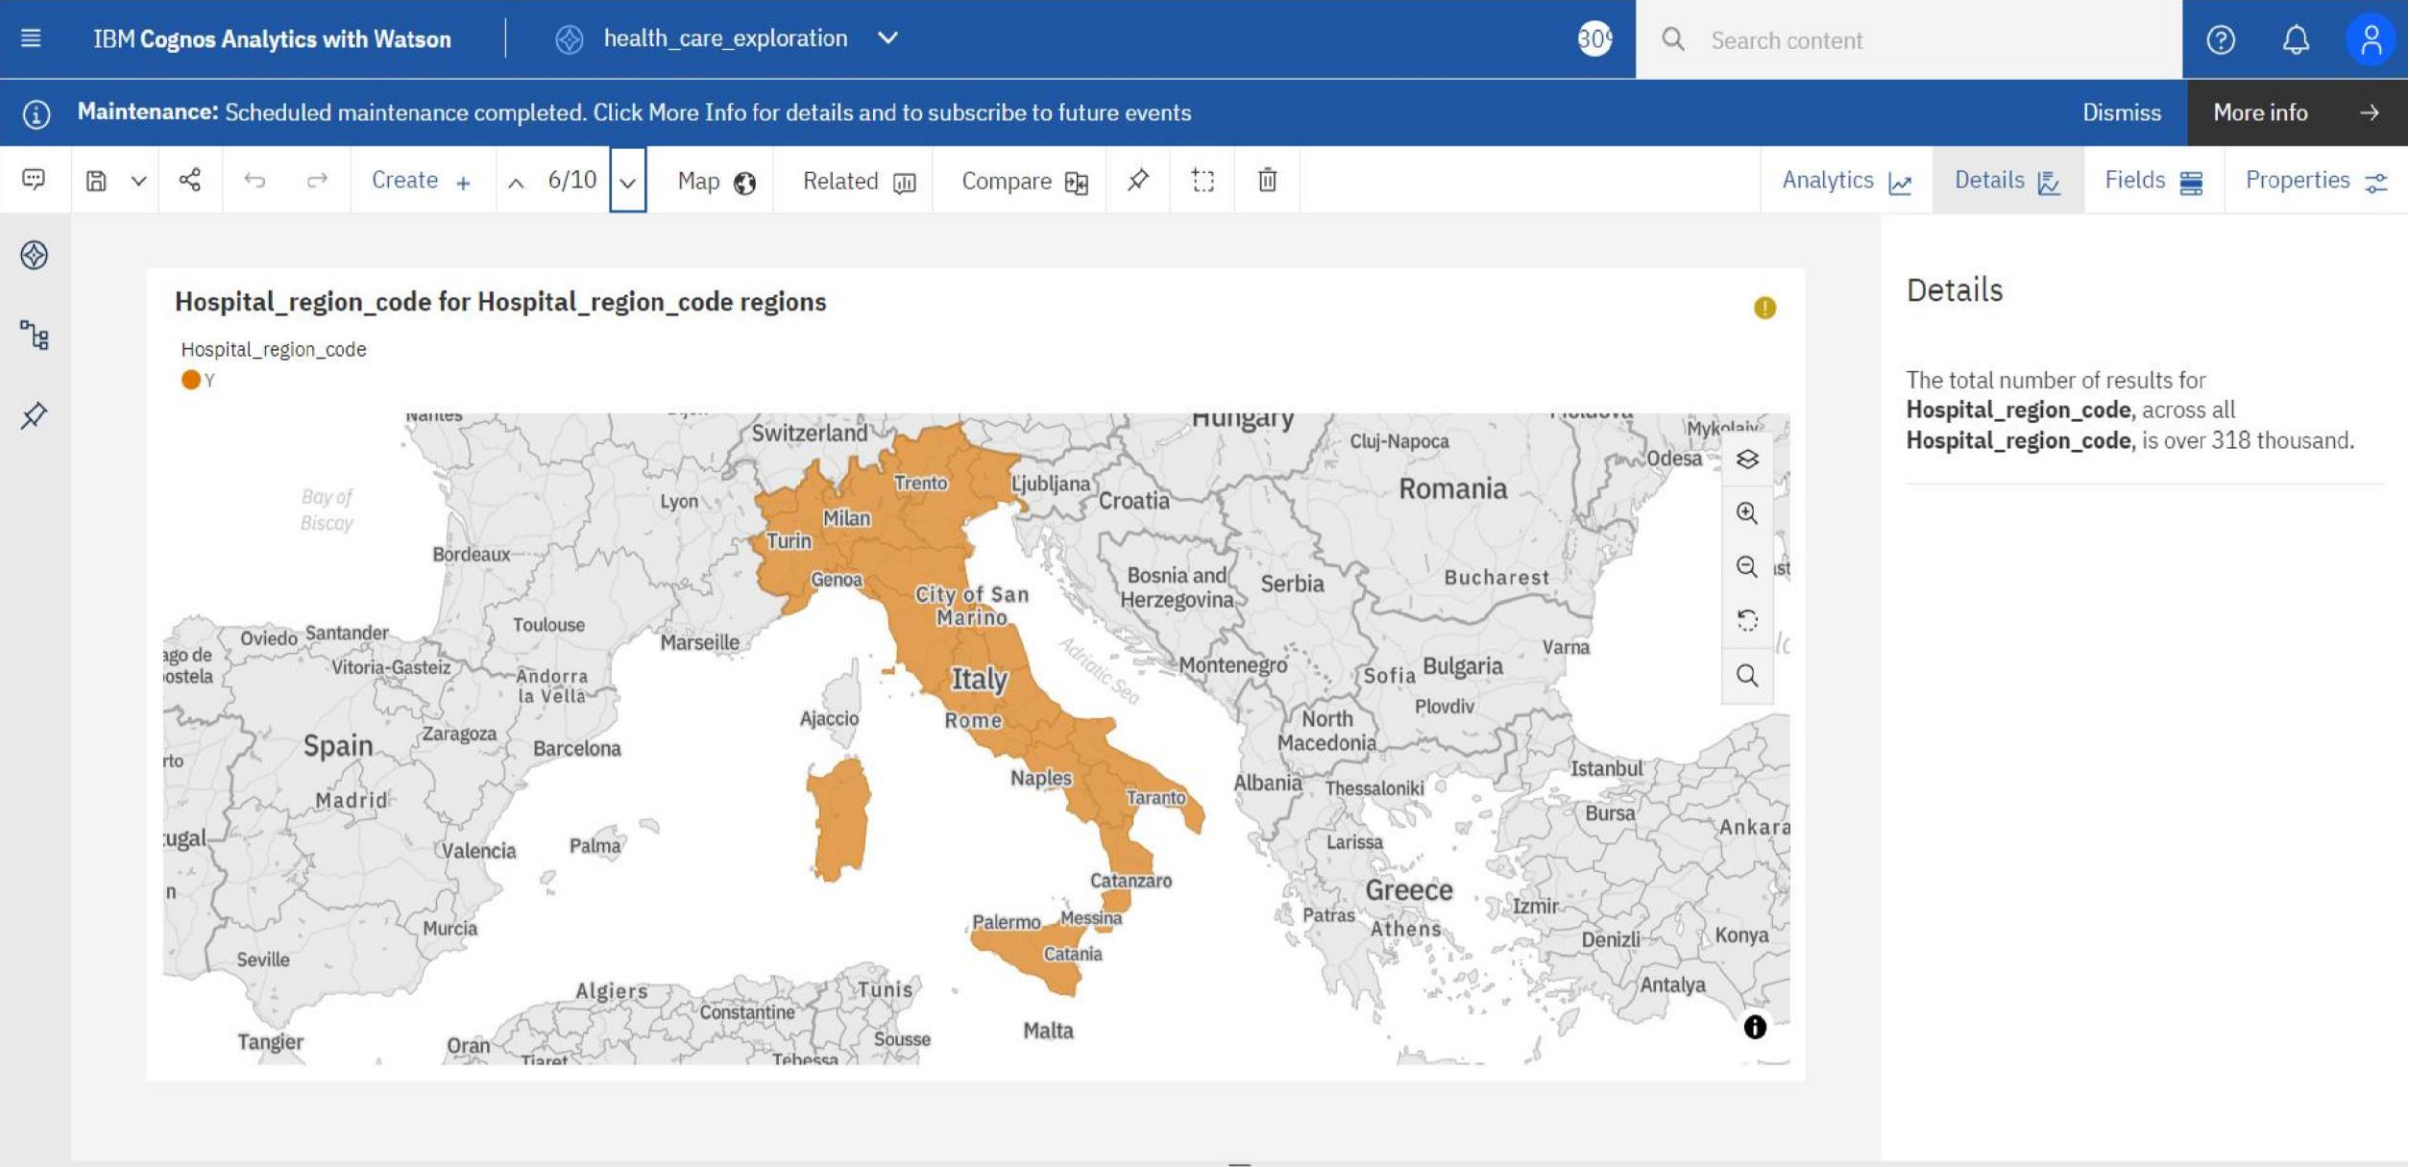 IBM Cognos Analytics with Watson
health_care_exploration
Search content
Maintenance: Scheduled maintenance completed. Click More Info for details and to subscribe to future events
Dismiss
More info
Create
6/10
Map
Related
Compare
Analytics
Details
Fields
Properties
Hospital_region_code for Hospital_region_code regions
Hospital_region_code
Y
Nantes
Switzerland
Hungary
Moldova
Mykolaiv
Cluj-Napoca
Odesa
Trento
Ljubljana
Croatia
Romania
Bay of
Biscay
Lyon
Milan
Turin
Bordeaux
Genoa
City of San
Marino
Bosnia and
Herzegovina
Serbia
Bucharest
Oviedo
Santander
Toulouse
Marseille
Adriatic Sea
Varna
Vitoria-Gasteiz
Andorra
la Vella
Italy
Montenegro
Sofia
Bulgaria
Plovdiv
Ajaccio
Rome
North
Macedonia
Spain
Zaragoza
Barcelona
Naples
Albania
Thessaloniki
Istanbul
Madrid
Taranto
Bursa
Ankara
Valencia
Palma
Larissa
Catanzaro
Greece
Izmir
Palermo
Messina
Patras
Athens
Murcia
Catania
Denizli
Konya
Seville
Antalya
Algiers
Tunis
Constantine
Malta
Tangier
Oran
Sousse
Tiaret
Tebessa
Details
The total number of results for
Hospital_region_code, across all
Hospital_region_code, is over 318 thousand.